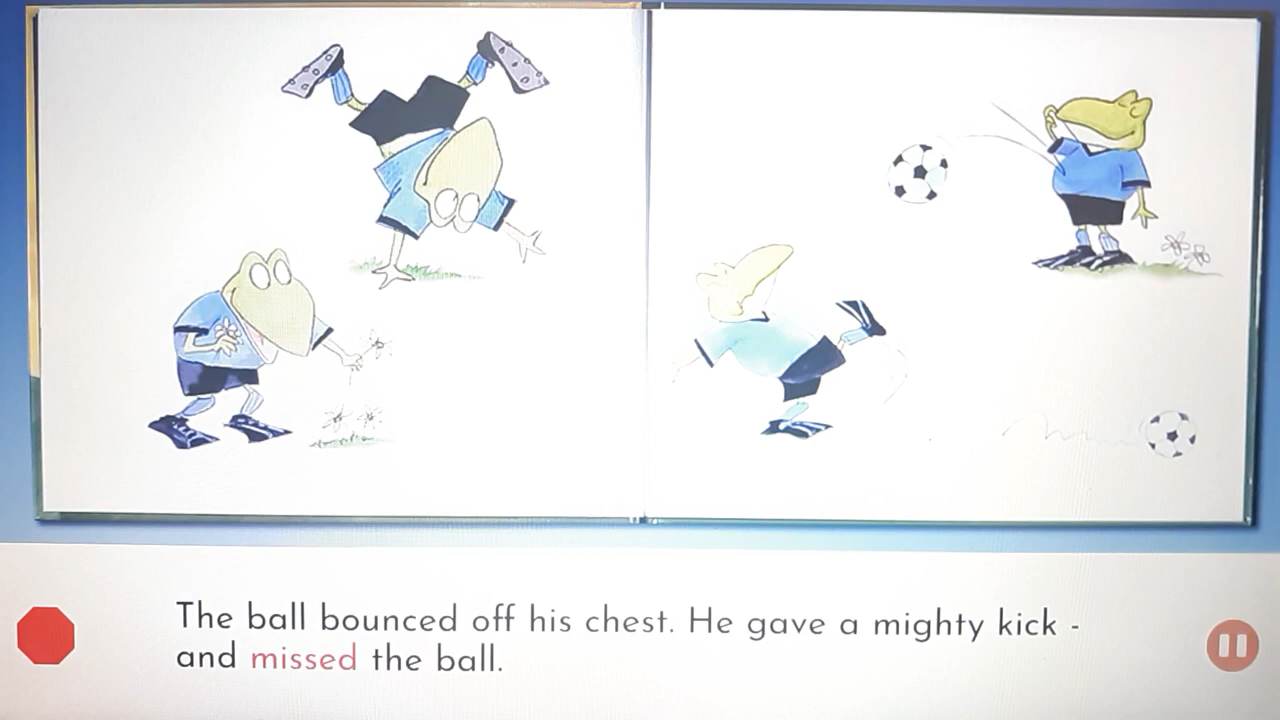 The ball bounced off his chest. He gave a mighty kick -
and missed the ball.